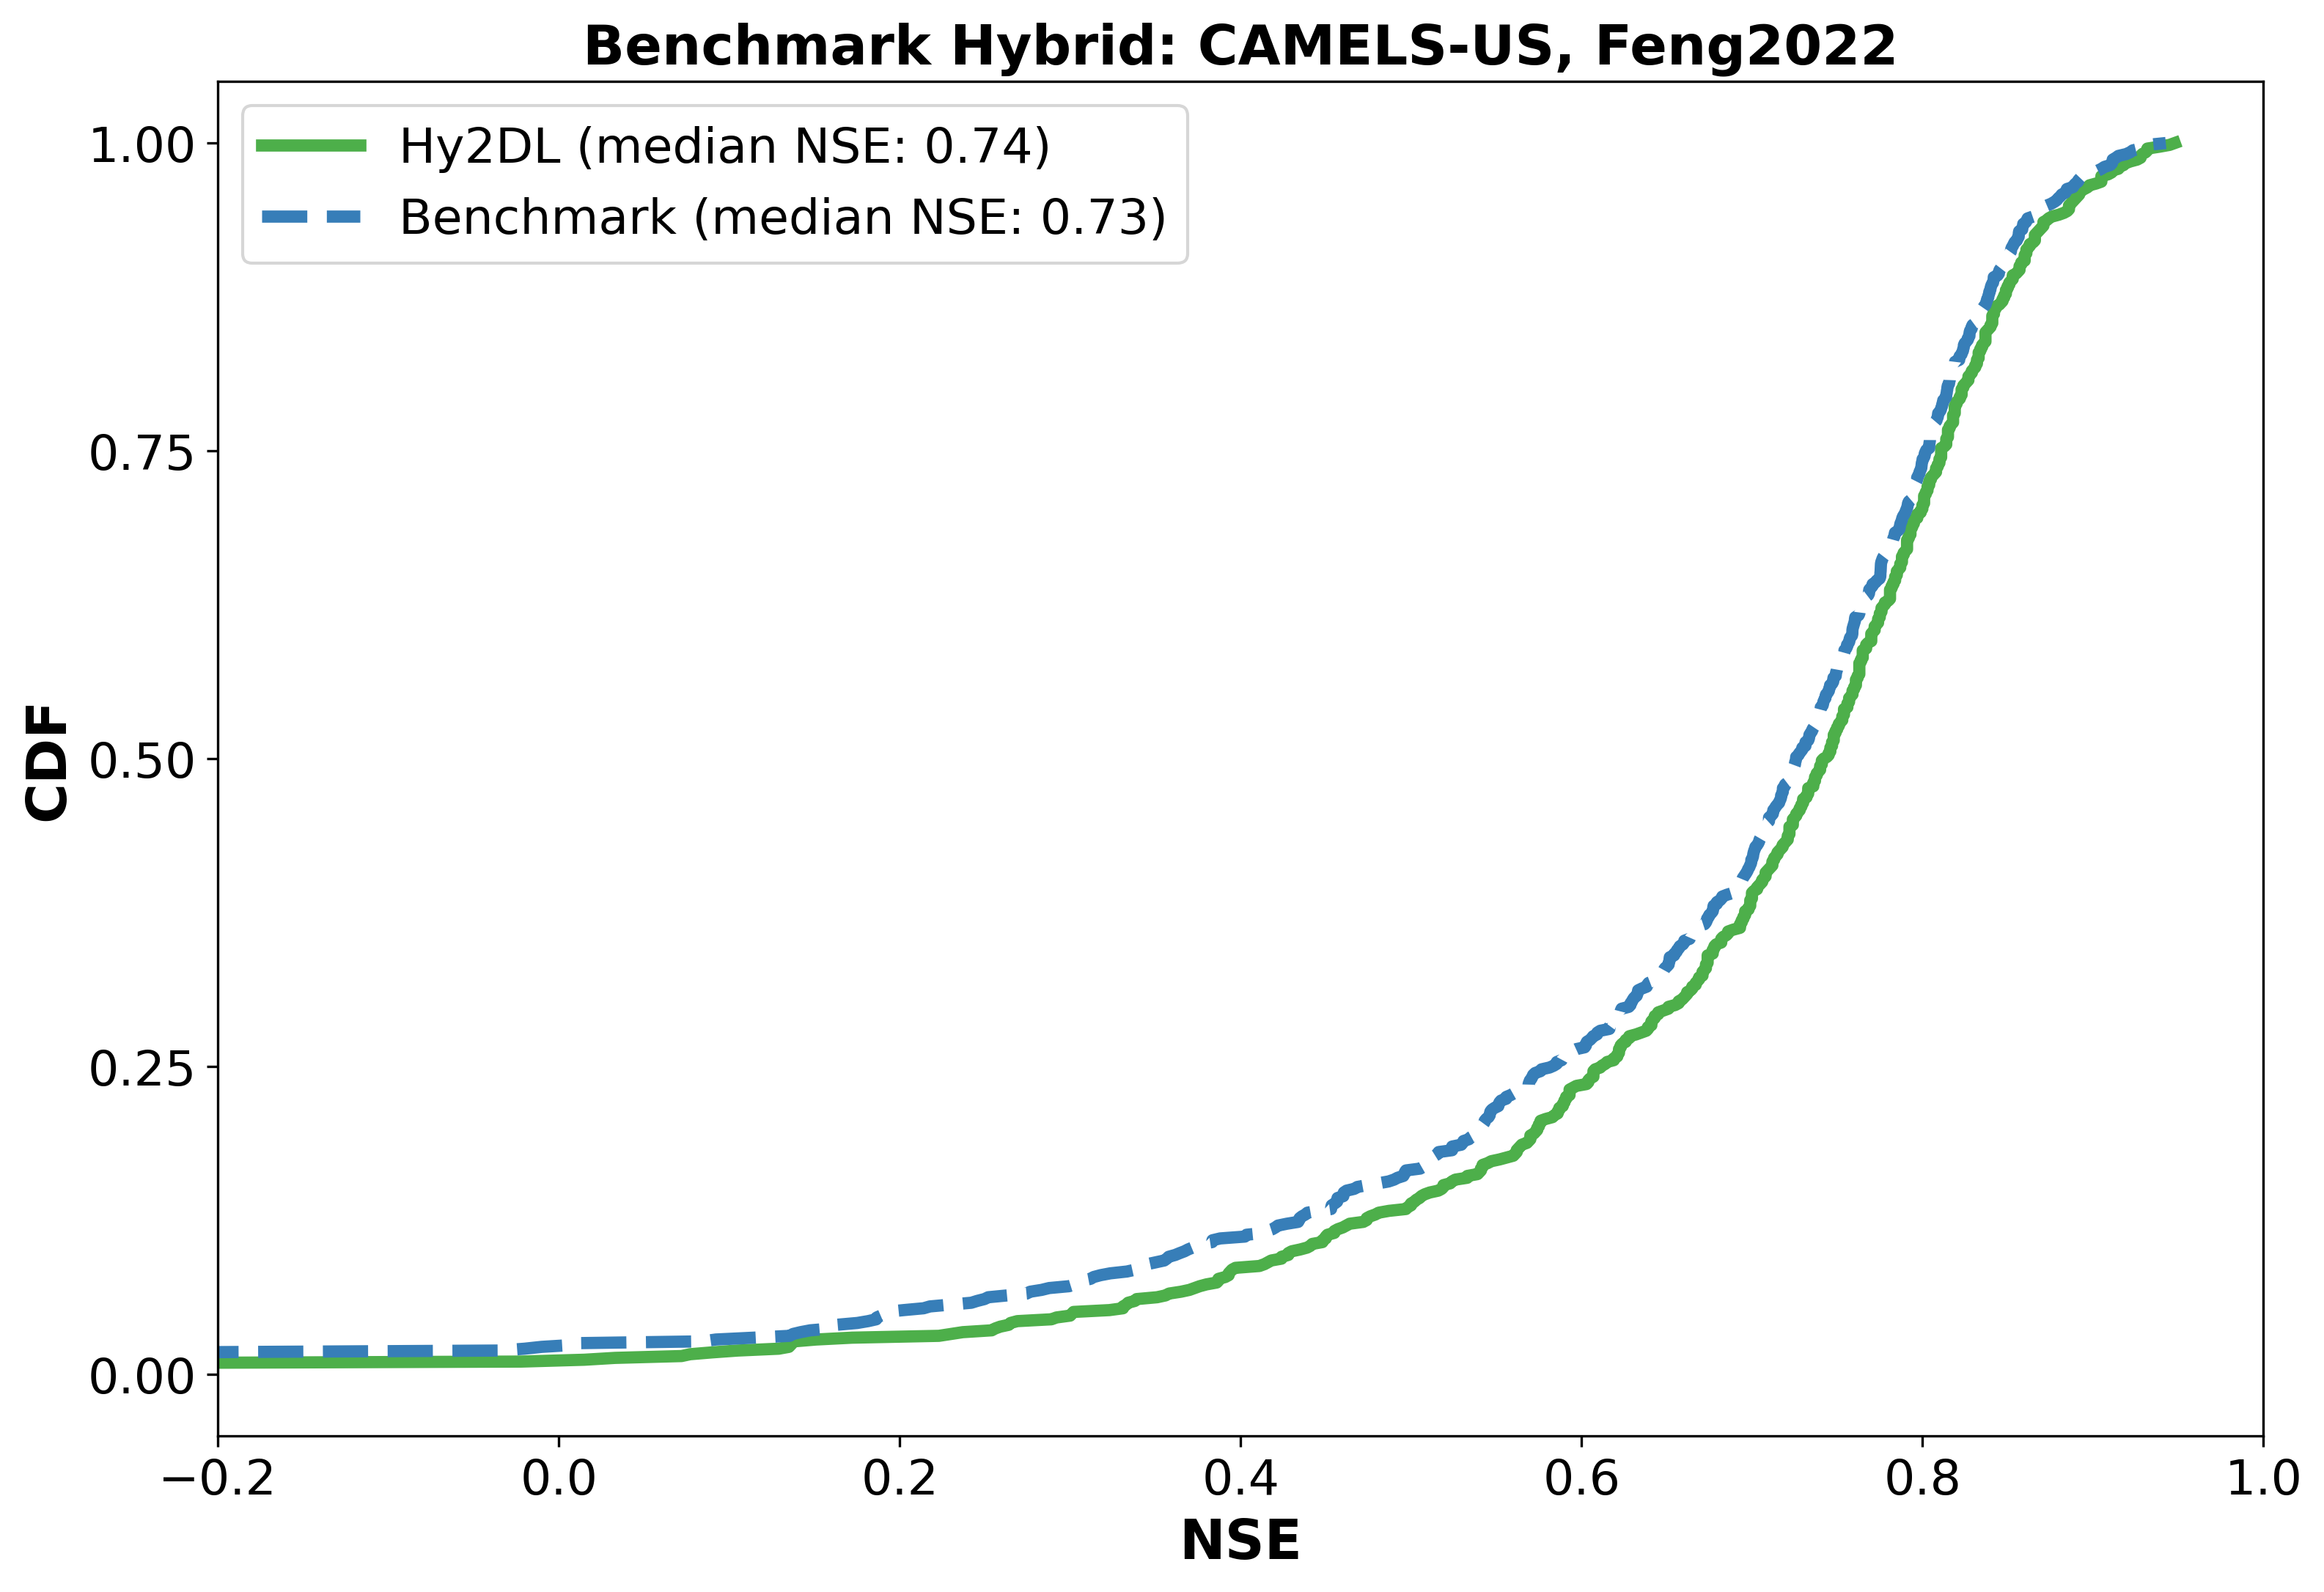 Benchmark Hybrid: CAMELS-US, Feng2022
Hy2DL (median NSE: 0.74)
Benchmark (median NSE: 0.73)
1.00
0.75
0.50
0.25
0.00
CDF
−0.2
0.0
0.2
0.4
0.6
0.8
1.0
NSE